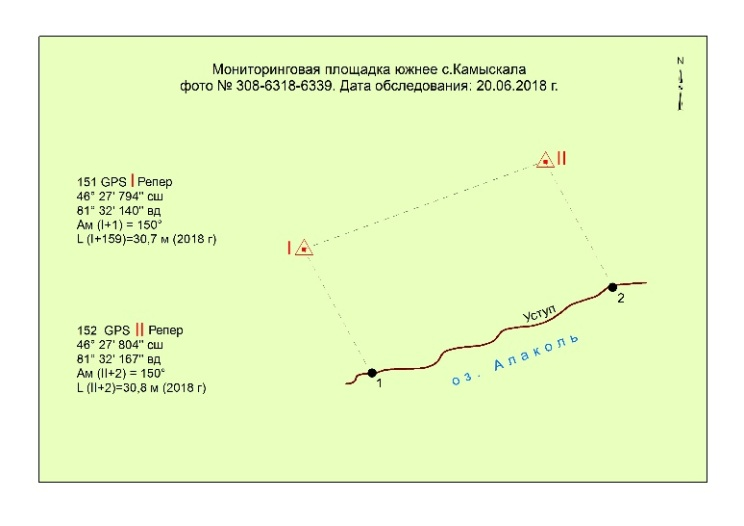 Мониторинговая площадка южнее с.Камыскала
фото № 308-6318-6339. Дата обследования: 20.06.2018 г.
N
II
151 GPS I Репер
46° 27' 794'' сш
81° 32' 140'' вд
Ам (I+1) = 150°
L (I+159)=30,7 м (2018 г)
I
2
Уступ
152 GPS II Репер
46° 27' 804'' сш
81° 32' 167'' вд
Ам (II+2) = 150°
L (II+2)=30,8 м (2018 г)
оз. Алаколь
1